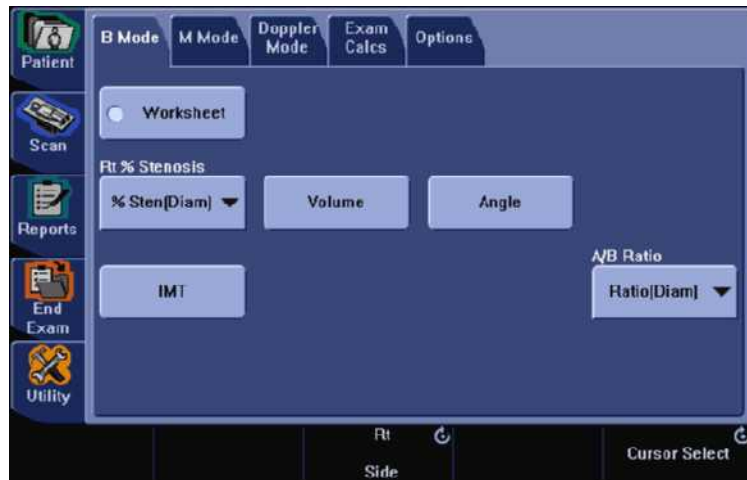 Patient
B Mode
M Mode
Doppler
Mode
Exam
Calcs
Options
Scan
Worksheet
Rt % Stenosis
% Sten(Diam)
Volume
Angle
Reports
A/B Ratio
IMT
Ratio(Diam)
End
Exam
Utility
Rt
Side
Cursor Select